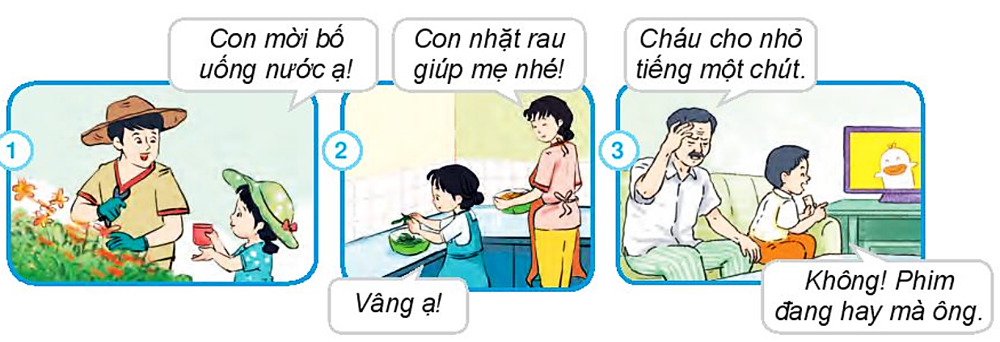 Con mời bố
uống nước ạ!
Con nhặt rau
giúp mẹ nhé!
Cháu cho nhỏ
tiếng một chút.
1
2
3
Vâng ạ!
Không! Phim
đang hay mà ông.